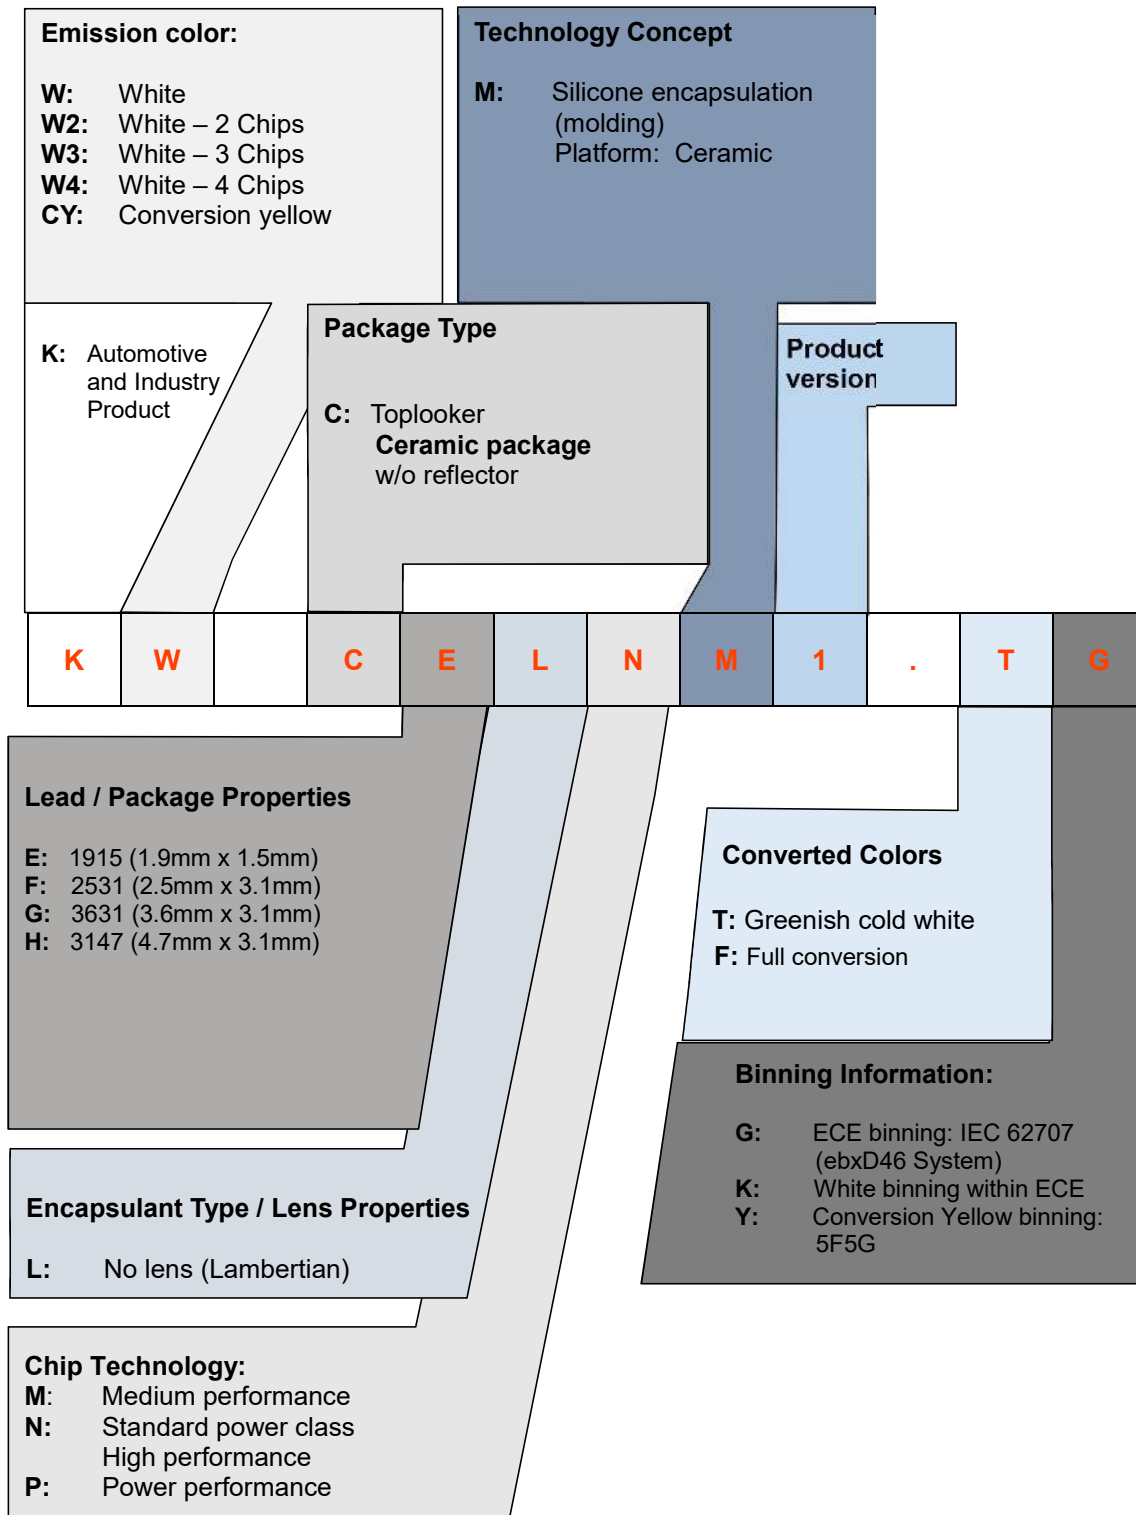 Emission color:
W: White
W2: White – 2 Chips
W3: White – 3 Chips
W4: White – 4 Chips
CY: Conversion yellow
Technology Concept
M: Silicone encapsulation
(molding)
Platform: Ceramic
K: Automotive
and Industry
Product
Package Type
C: Toplooker
Ceramic package
w/o reflector
Product
version
K W C E L N M 1 . T G
Lead / Package Properties
E: 1915 (1.9mm x 1.5mm)
F: 2531 (2.5mm x 3.1mm)
G: 3631 (3.6mm x 3.1mm)
H: 3147 (4.7mm x 3.1mm)
Converted Colors
T: Greenish cold white
F: Full conversion
Binning Information:
G: ECE binning: IEC 62707
(ebxD46 System)
K: White binning within ECE
Y: Conversion Yellow binning:
5F5G
Encapsulant Type / Lens Properties
L: No lens (Lambertian)
Chip Technology:
M: Medium performance
N: Standard power class
High performance
P: Power performance